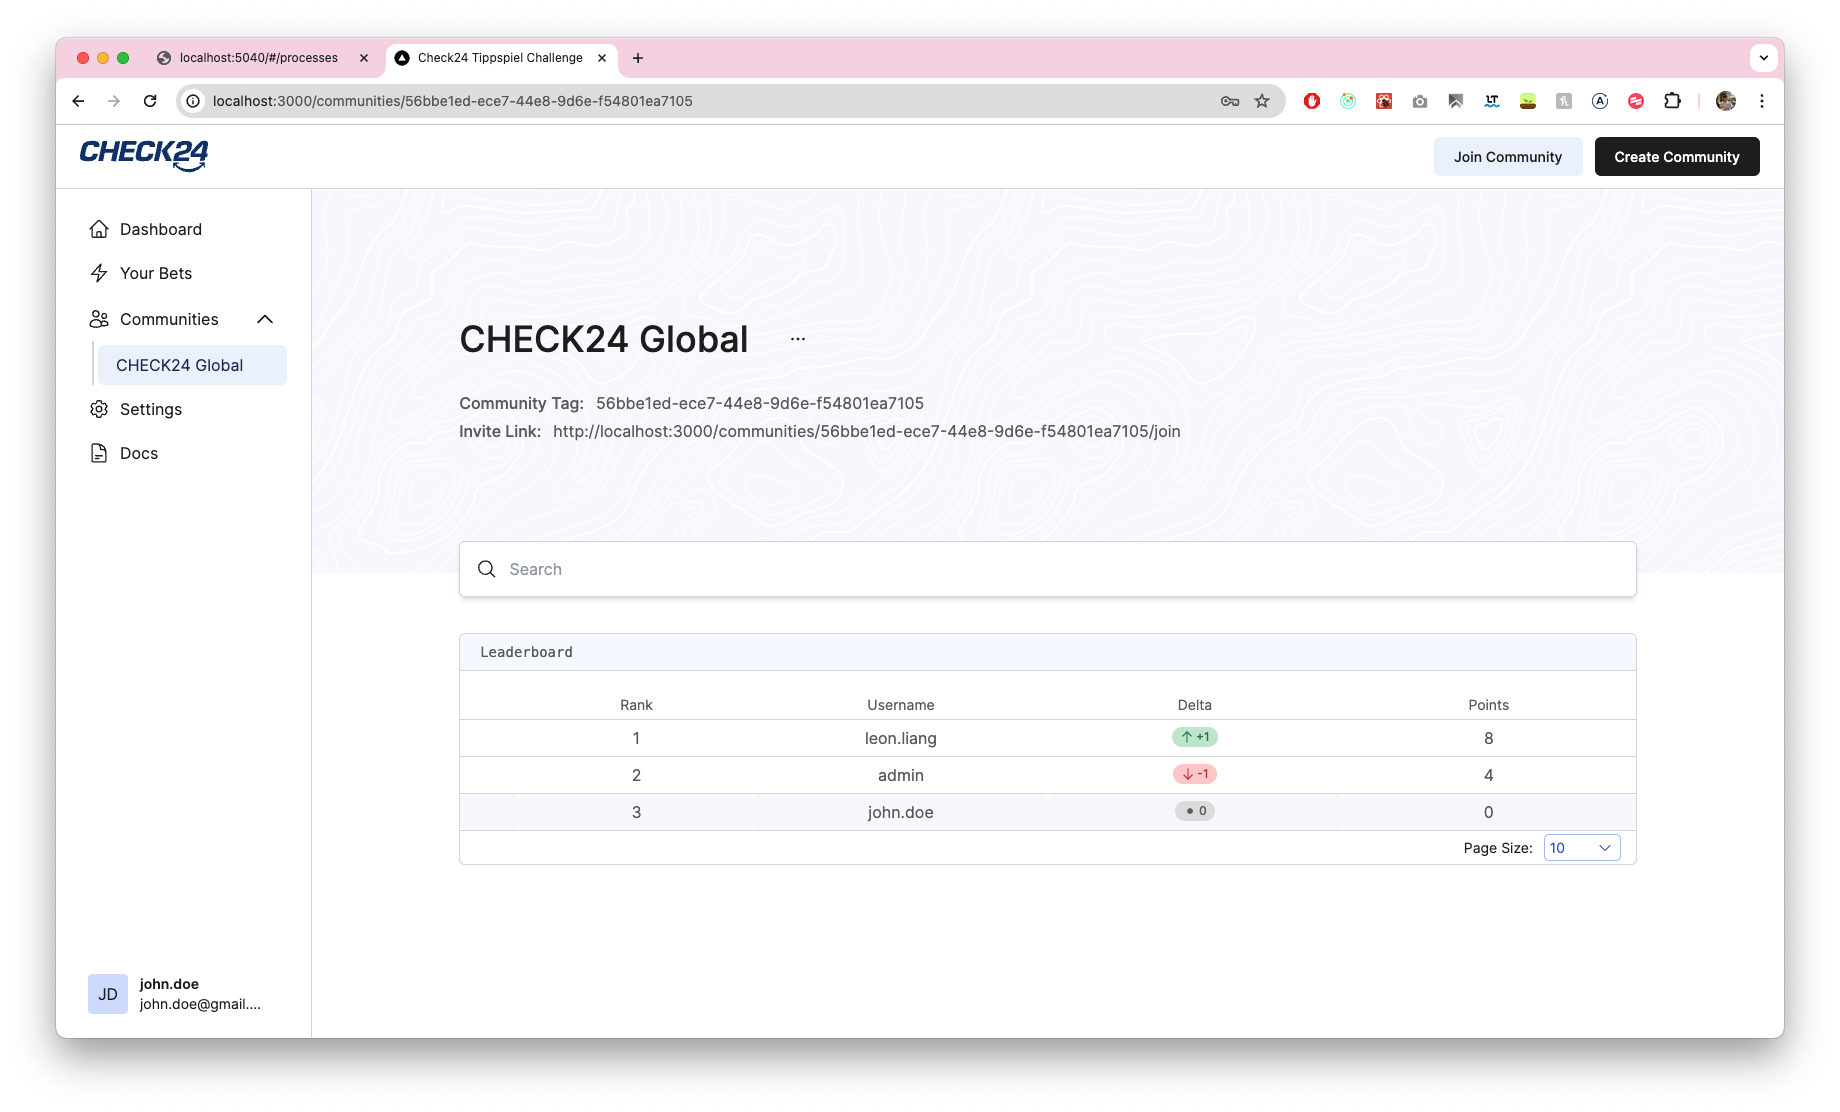 localhost:5040/#/processes
Check24 Tippspiel Challenge
localhost:3000/communities/56bbe1ed-ece7-44e8-9d6e-f54801ea7105
LT
A
CHECK24
Join Community
Create Community
Dashboard
Your Bets
Communities
CHECK24 Global
Settings
Docs
CHECK24 Global
...
Community Tag: 56bbe1ed-ece7-44e8-9d6e-f54801ea7105
Invite Link: http://localhost:3000/communities/56bbe1ed-ece7-44e8-9d6e-f54801ea7105/join
Search
Leaderboard
Rank Username Delta Points
1 leon.liang +1 8
2 admin -1 4
3 john.doe 0 0
Page Size: 10
JD
john.doe
john.doe@gmail....